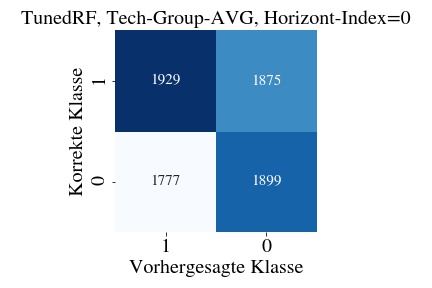 TunedRF, Tech-Group-AVG, Horizont-Index=0
Korrekte Klasse
1
1929
1875
0
1777
1899
1
0
Vorhergesagte Klasse